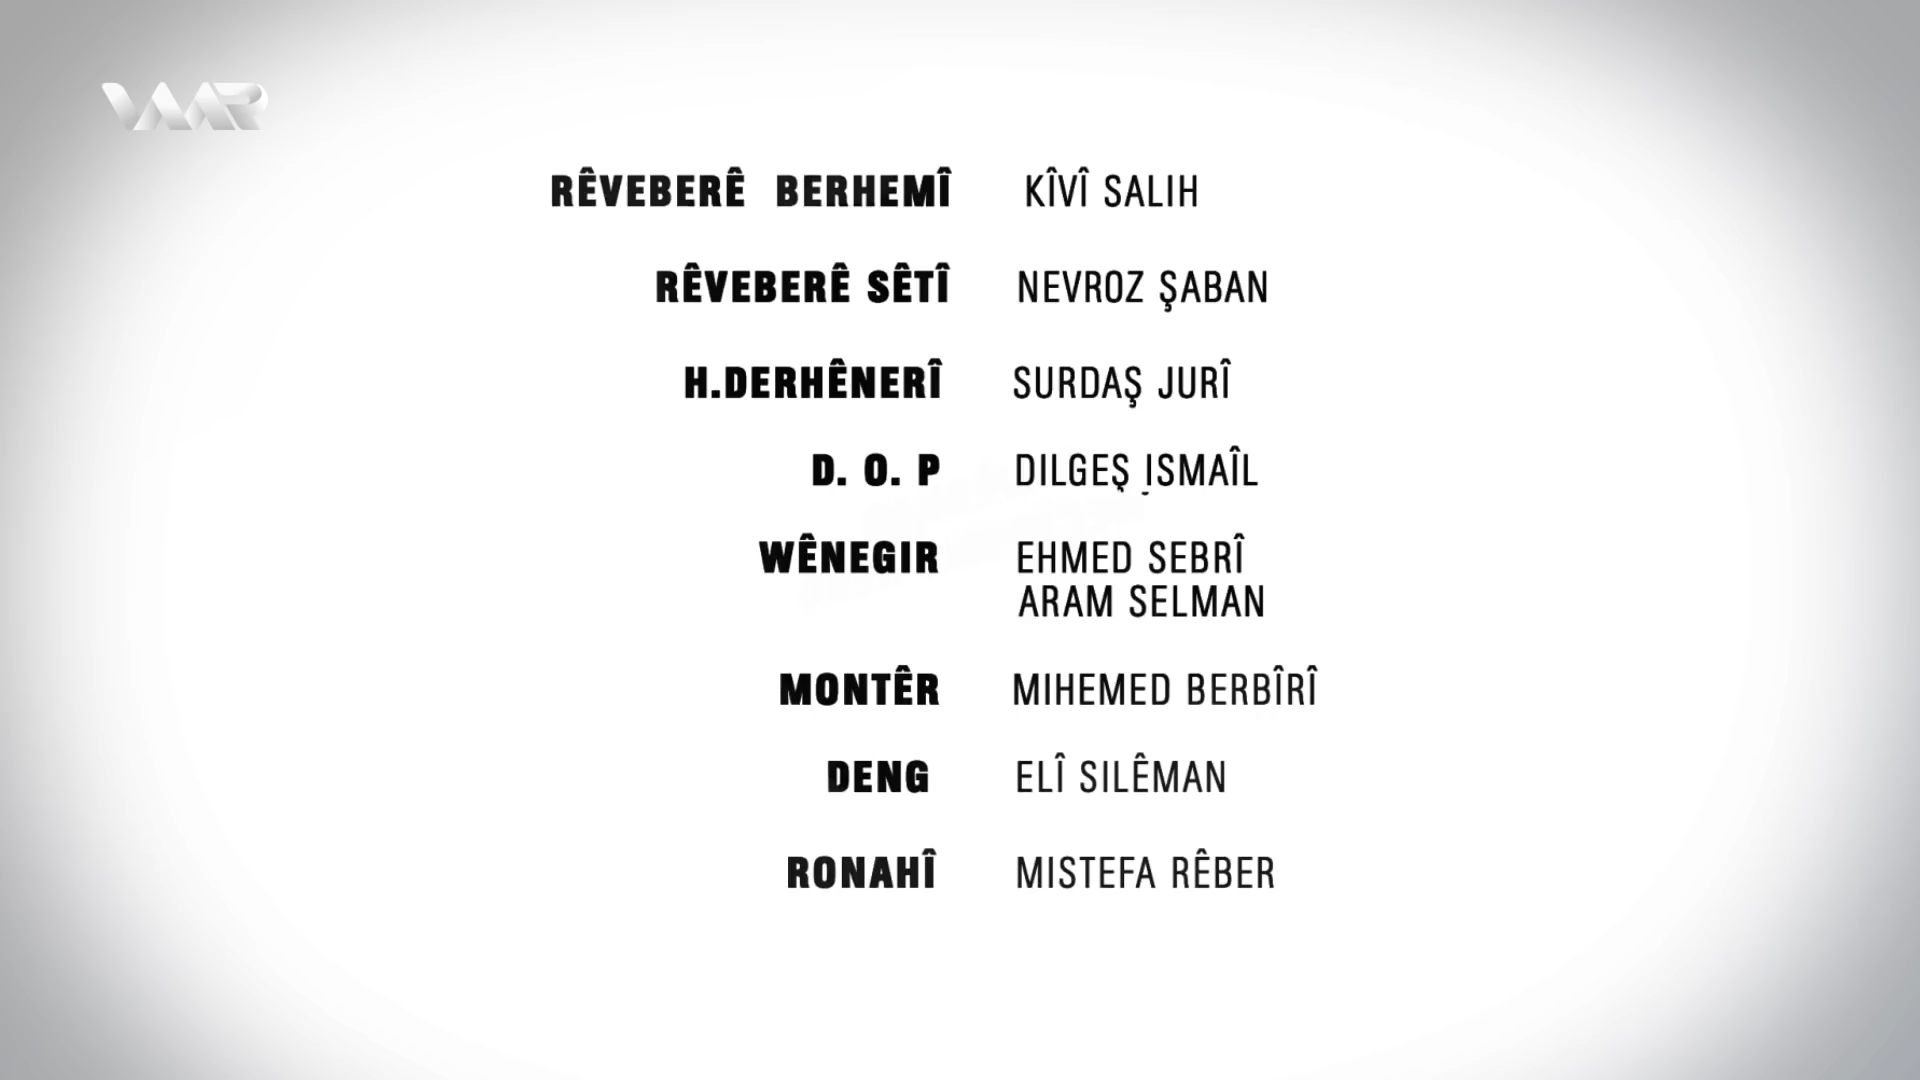 WAAR
RÊVEBERÊ BERHEMÎ KÎVÎ SALIH
RÊVEBERÊ SÊTÎ NEVROZ ŞABAN
H.DERHÊNERÎ SURDAŞ JURÎ
D. O. P DILGEŞ ISMAÎL
WÊNEGIR EHMED SEBRÎ
ARAM SELMAN
MONTÊR MIHEMED BERBÎRÎ
DENG ELÎ SILÊMAN
RONAHÎ MISTEFA RÊBER